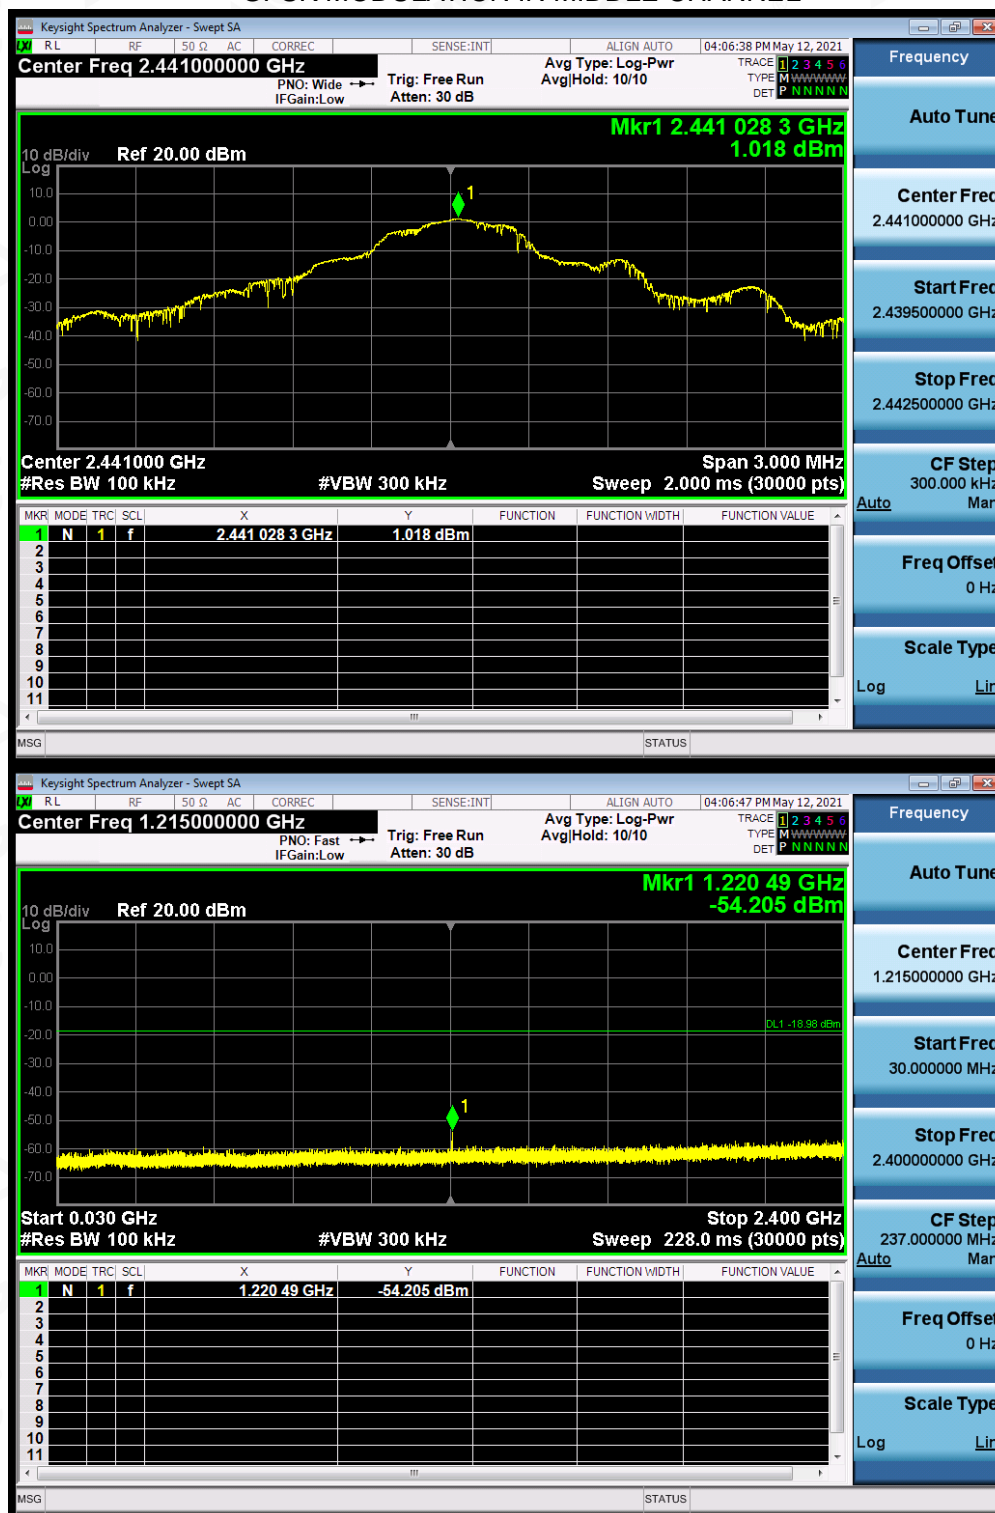 Keysight Spectrum Analyzer - Swept SA
LXI RL RF 50 Ω AC CORREC SENSE:INT ALIGN AUTO 04:06:38 PM May 12, 2021
Center Freq 2.441000000 GHz
PNO: Wide
IFGain:Low
Trig: Free Run
Atten: 30 dB
Avg Type: Log-Pwr
Avg|Hold: 10/10
TRACE 1 2 3 4 5 6
TYPE M WWWWW
DET P N N N N N
Mkr1 2.441 028 3 GHz
1.018 dBm
10 dB/div Ref 20.00 dBm
Log
10.0
0.00
-10.0
-20.0
-30.0
-40.0
-50.0
-60.0
-70.0
1
Center 2.441000 GHz Span 3.000 MHz
#Res BW 100 kHz #VBW 300 kHz Sweep 2.000 ms (30000 pts)
MKR MODE TRC SCL X Y FUNCTION FUNCTION WIDTH FUNCTION VALUE
1 N 1 f 2.441 028 3 GHz 1.018 dBm
2
3
4
5
6
7
8
9
10
11
MSG STATUS
Frequency
Auto Tune
Center Freq
2.441000000 GHz
Start Freq
2.439500000 GHz
Stop Freq
2.442500000 GHz
CF Step
300.000 kHz
Auto Man
Freq Offset
0 Hz
Scale Type
Log Lin
Keysight Spectrum Analyzer - Swept SA
LXI RL RF 50 Ω AC CORREC SENSE:INT ALIGN AUTO 04:06:47 PM May 12, 2021
Center Freq 1.215000000 GHz
PNO: Fast
IFGain:Low
Trig: Free Run
Atten: 30 dB
Avg Type: Log-Pwr
Avg|Hold: 10/10
TRACE 1 2 3 4 5 6
TYPE M WWWWW
DET P N N N N N
Mkr1 1.220 49 GHz
-54.205 dBm
10 dB/div Ref 20.00 dBm
Log
10.0
0.00
-10.0
-20.0
-30.0
-40.0
-50.0
-60.0
-70.0
DL1 -18.98 dBm
1
Start 0.030 GHz Stop 2.400 GHz
#Res BW 100 kHz #VBW 300 kHz Sweep 228.0 ms (30000 pts)
MKR MODE TRC SCL X Y FUNCTION FUNCTION WIDTH FUNCTION VALUE
1 N 1 f 1.220 49 GHz -54.205 dBm
2
3
4
5
6
7
8
9
10
11
MSG STATUS
Frequency
Auto Tune
Center Freq
1.215000000 GHz
Start Freq
30.000000 MHz
Stop Freq
2.400000000 GHz
CF Step
237.000000 MHz
Auto Man
Freq Offset
0 Hz
Scale Type
Log Lin